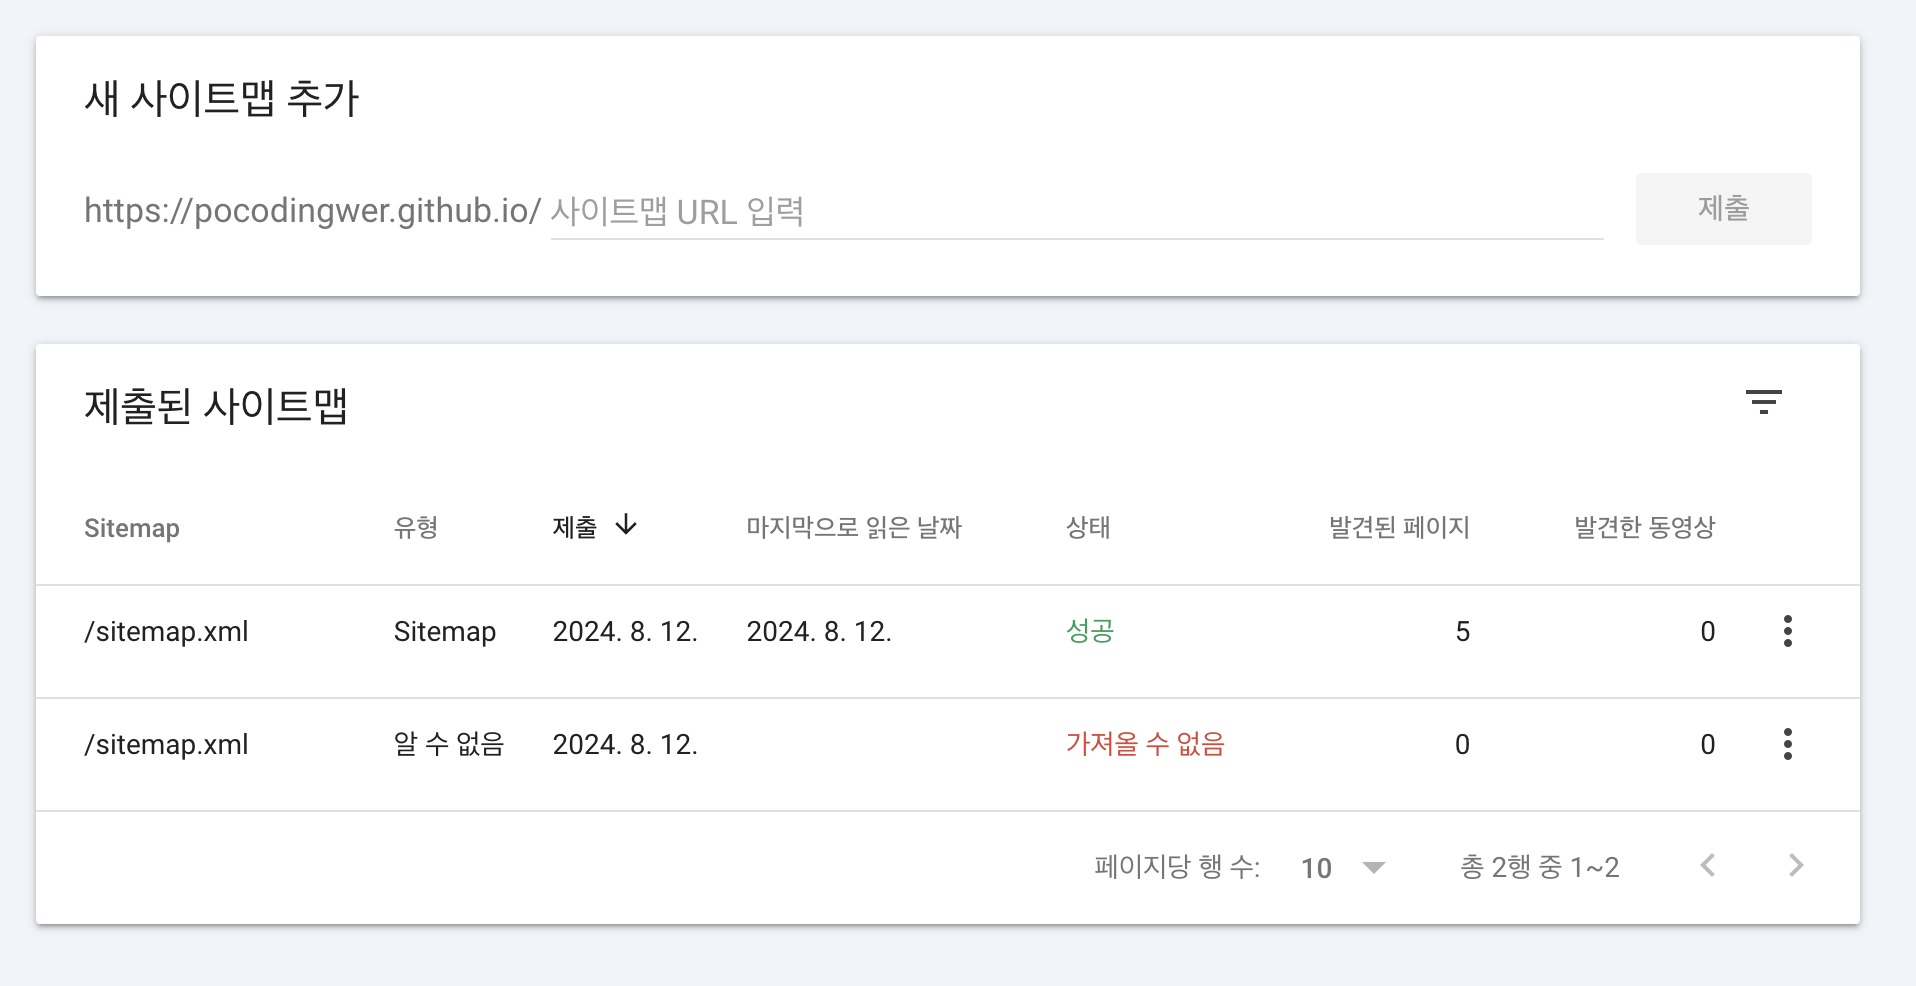 새 사이트맵 추가
https://pocodingwer.github.io/ 사이트맵 URL 입력 제출
제출된 사이트맵
Sitemap 유형 제출 마지막으로 읽은 날짜 상태 발견된 페이지 발견한 동영상
/sitemap.xml Sitemap 2024. 8. 12. 2024. 8. 12. 성공 5 0
/sitemap.xml 알 수 없음 2024. 8. 12. 가져올 수 없음 0 0
페이지당 행 수: 10 총 2행 중 1~2